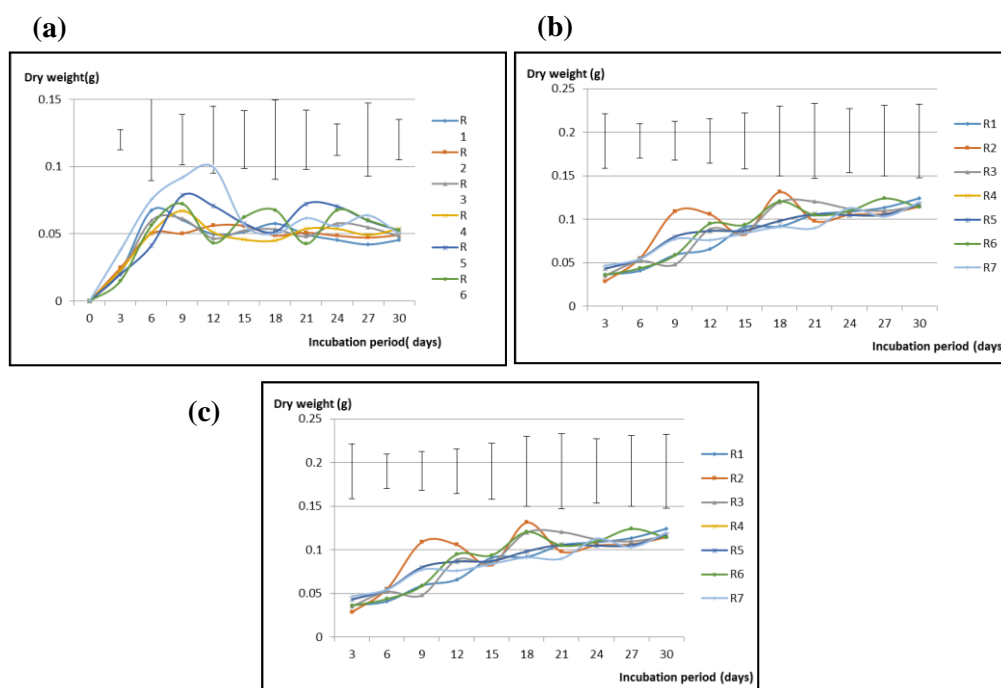 (a)
Dry weight(g)
0.15
0.1
0.05
0
0 3 6 9 12 15 18 21 24 27 30
Incubation period( days)
R
1
R
2
R
3
R
4
R
5
R
6
(b)
Dry weight (g)
0.25
0.2
0.15
0.1
0.05
0
3 6 9 12 15 18 21 24 27 30
Incubation period (days)
R1
R2
R3
R4
R5
R6
R7
(c)
Dry weight (g)
0.25
0.2
0.15
0.1
0.05
0
3 6 9 12 15 18 21 24 27 30
Incubation period (days)
R1
R2
R3
R4
R5
R6
R7